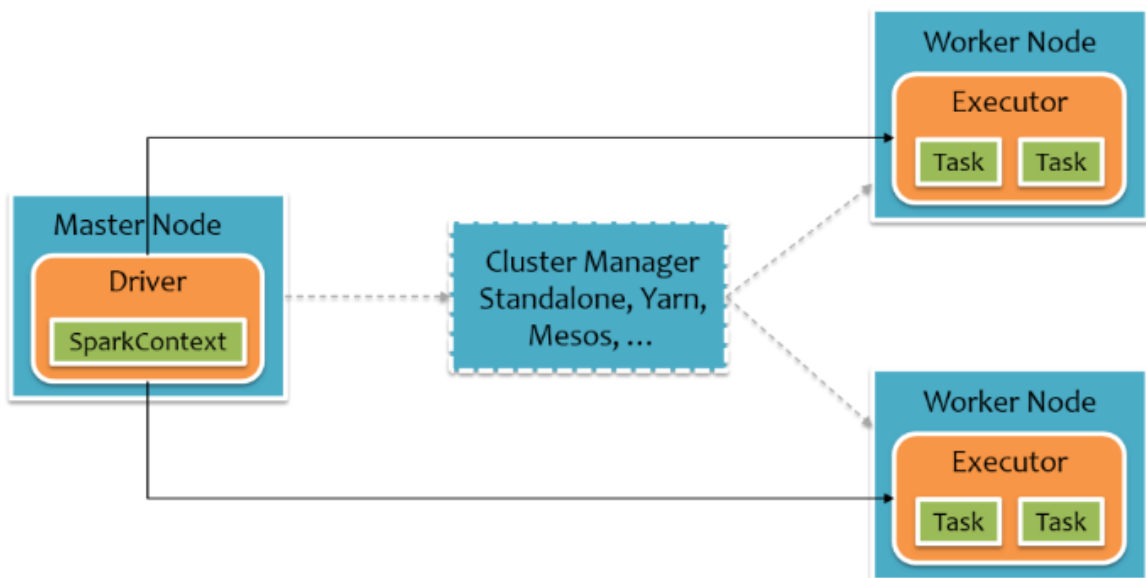 Master Node
Driver
SparkContext
Cluster Manager
Standalone, Yarn,
Mesos, ...
Worker Node
Executor
Task Task
Worker Node
Executor
Task Task